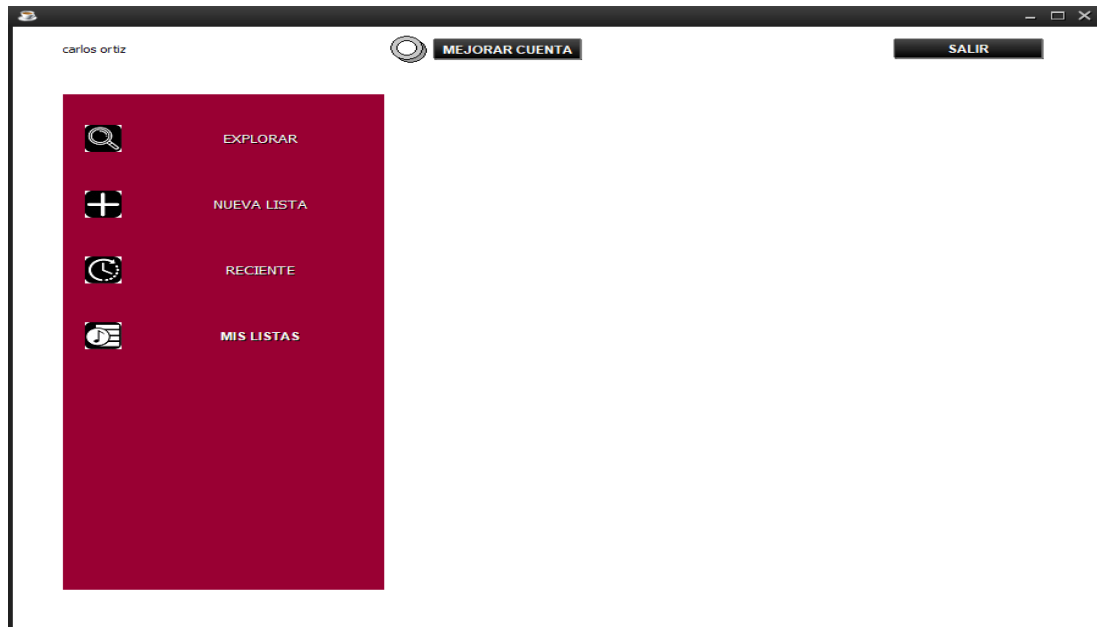 carlos ortiz
MEJORAR CUENTA
SALIR
EXPLORAR
NUEVA LISTA
RECIENTE
MIS LISTAS